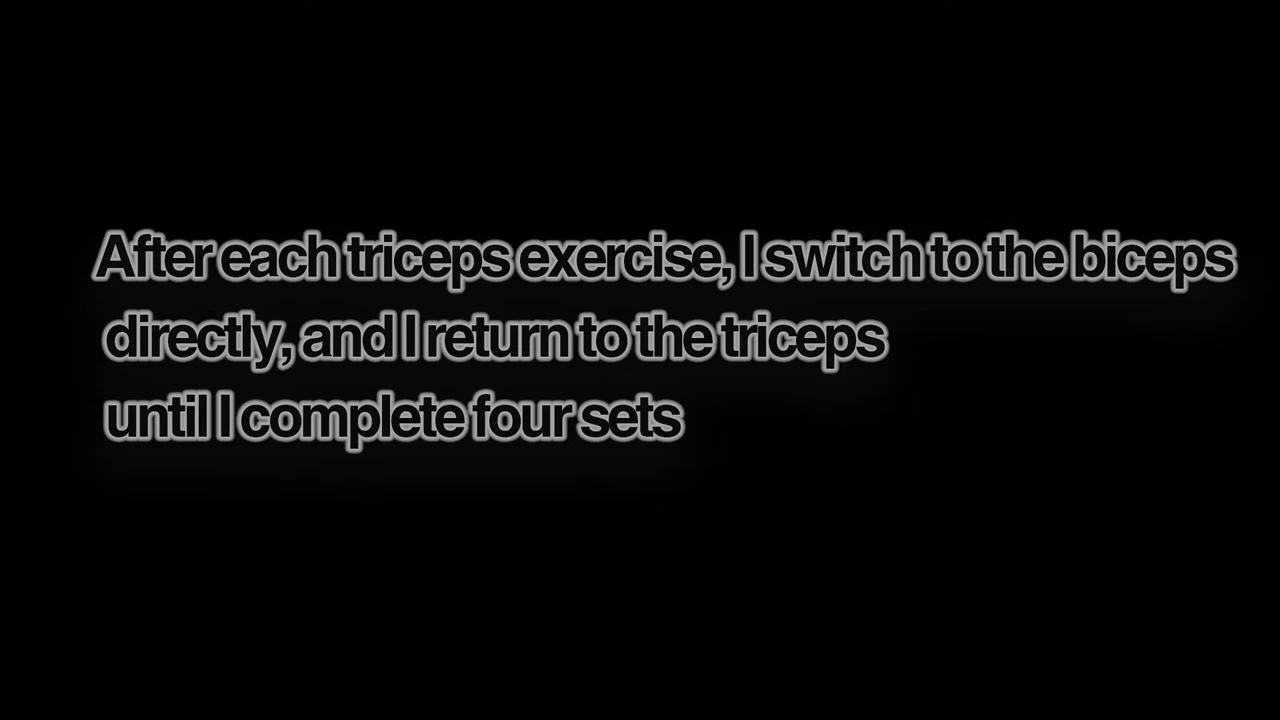 After each triceps exercise, I switch to the biceps
directly, and I return to the triceps
until I complete four sets